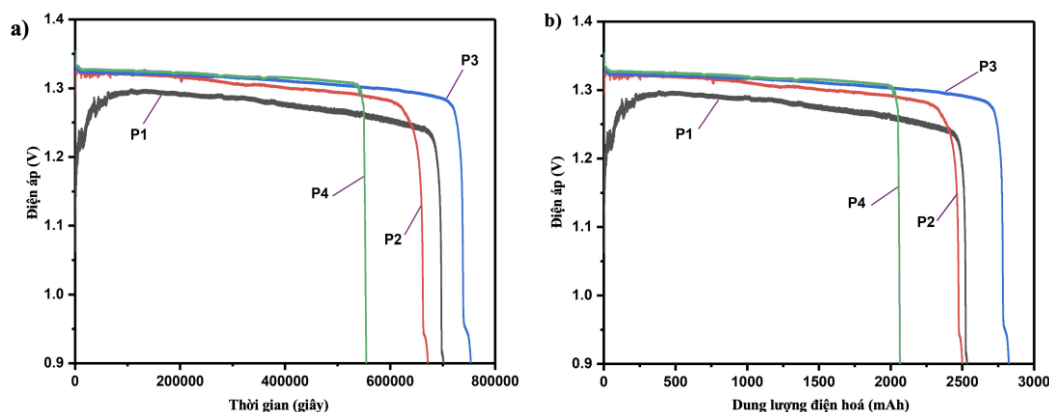 a)
Điện áp (V)
1.4
1.3
1.2
1.1
1.0
0.9
P1
P2
P3
P4
0
200000
400000
600000
800000
Thời gian (giây)
b)
Điện áp (V)
1.4
1.3
1.2
1.1
1.0
0.9
P1
P2
P3
P4
0
500
1000
1500
2000
2500
3000
Dung lượng điện hoá (mAh)